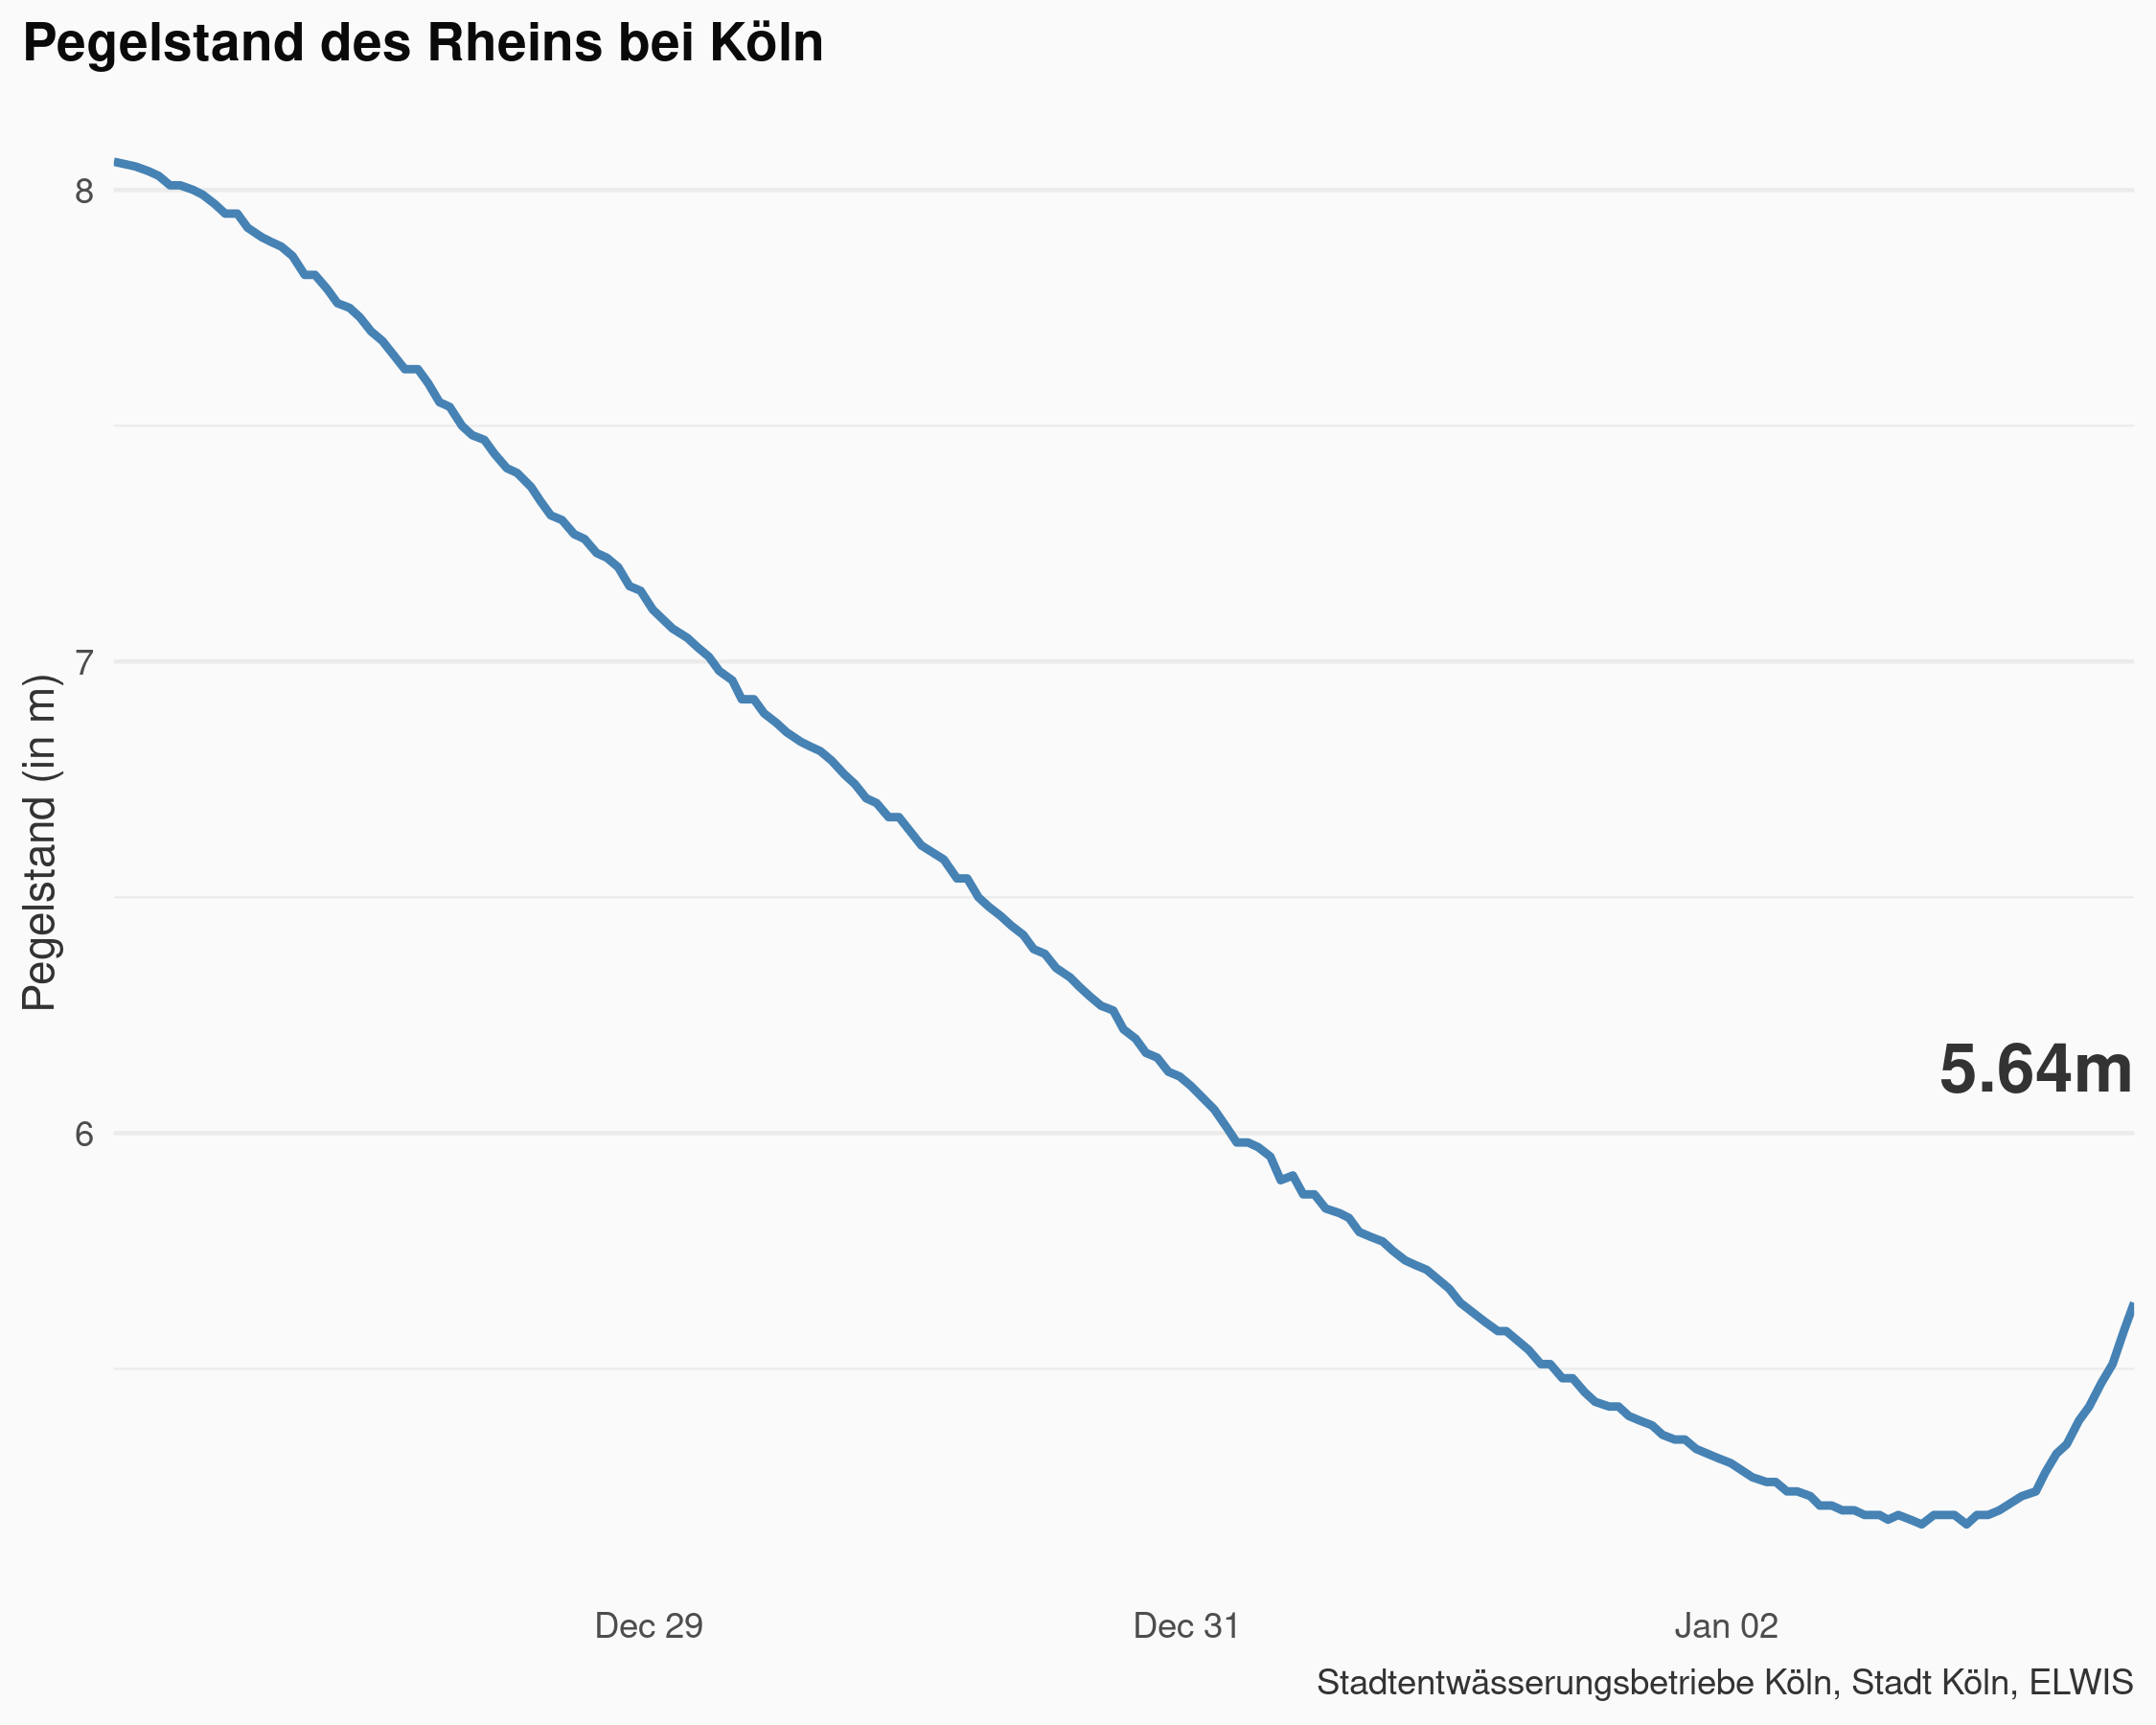 Pegelstand des Rheins bei Köln
8
7
6
Pegelstand (in m)
5.64m
Dec 29
Dec 31
Jan 02
Stadtentwässerungsbetriebe Köln, Stadt Köln, ELWIS